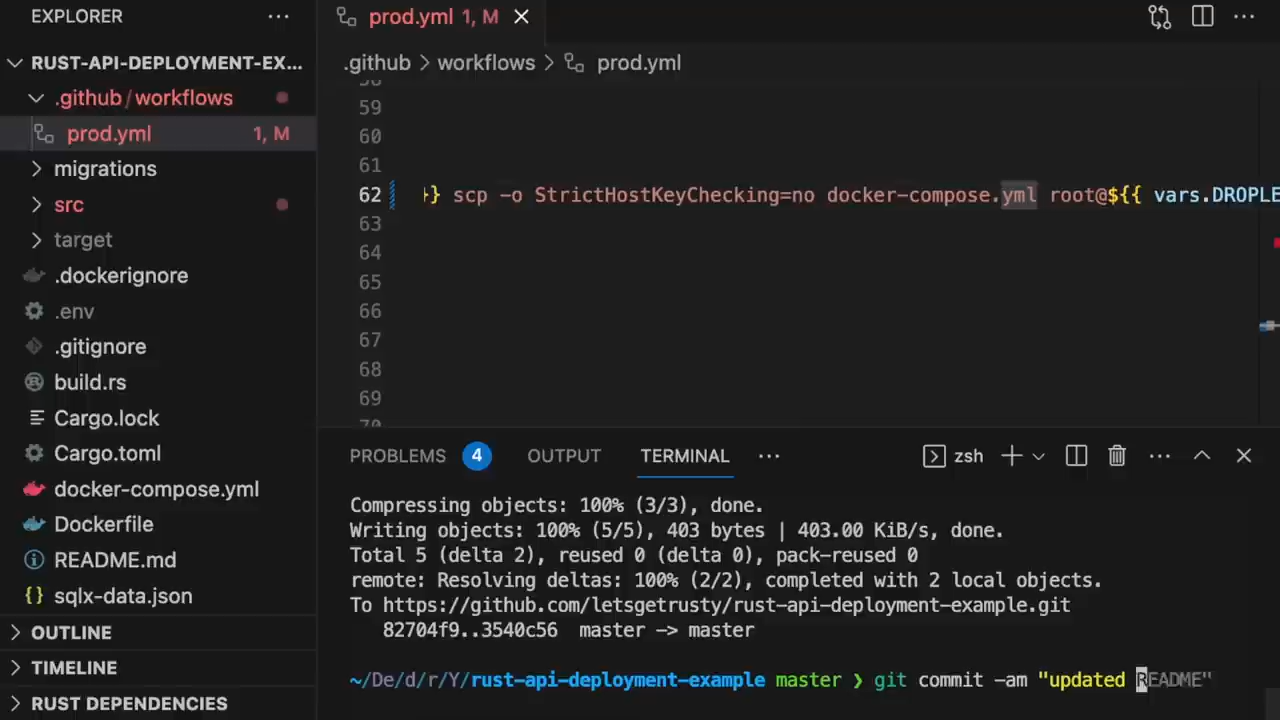 EXPLORER
RUST-API-DEPLOYMENT-EX...
.github/workflows
prod.yml 1, M
migrations
src
target
.dockerignore
.env
.gitignore
build.rs
Cargo.lock
Cargo.toml
docker-compose.yml
Dockerfile
README.md
sqlx-data.json
OUTLINE
TIMELINE
RUST DEPENDENCIES
prod.yml 1, M
.github > workflows > prod.yml
59
60
61
62 }} scp -o StrictHostKeyChecking=no docker-compose.yml root@${{ vars.DROPLE
63
64
65
66
67
68
69
PROBLEMS 4 OUTPUT TERMINAL ... zsh
Compressing objects: 100% (3/3), done.
Writing objects: 100% (5/5), 403 bytes | 403.00 KiB/s, done.
Total 5 (delta 2), reused 0 (delta 0), pack-reused 0
remote: Resolving deltas: 100% (2/2), completed with 2 local objects.
To https://github.com/letsgetrusty/rust-api-deployment-example.git
82704f9..3540c56 master -> master
~/De/d/r/Y/rust-api-deployment-example master ❯ git commit -am "updated README"